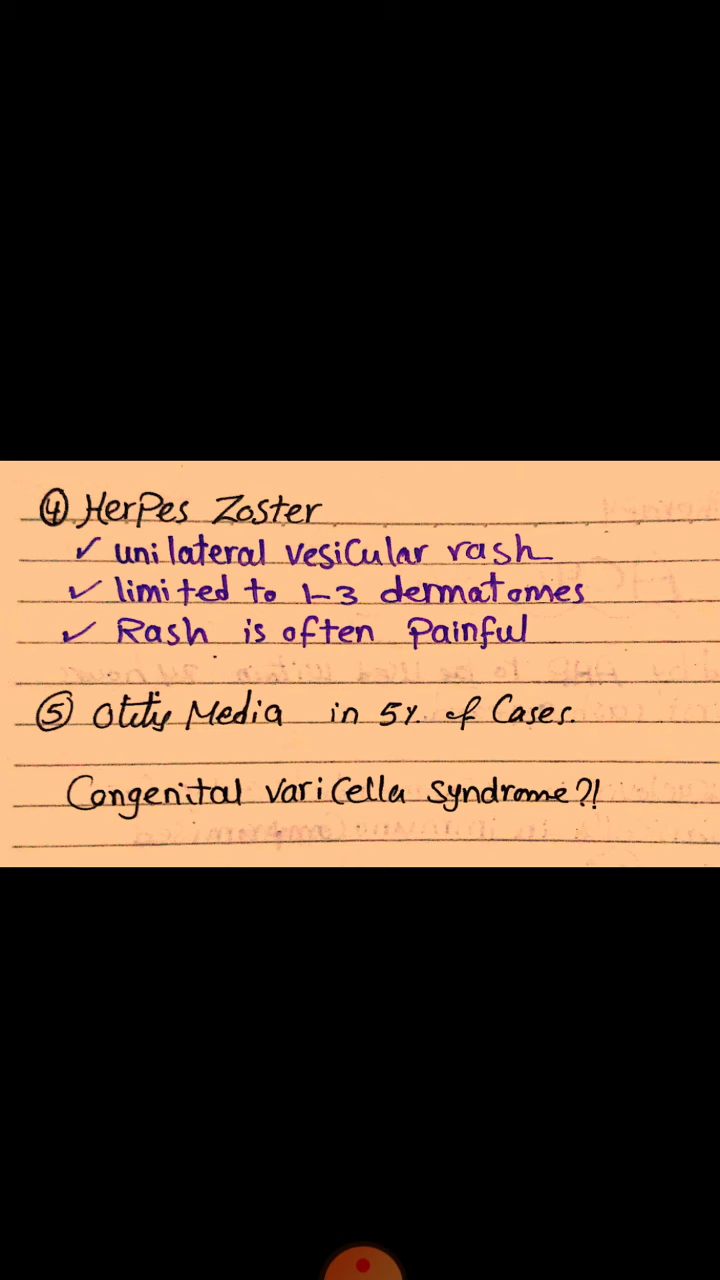 ④ Herpes Zoster
✓ unilateral vesicular rash
✓ limited to 1-3 dermatomes
✓ Rash is often Painful
⑤ Otitis Media in 5% of Cases.
Congenital varicella syndrome?!